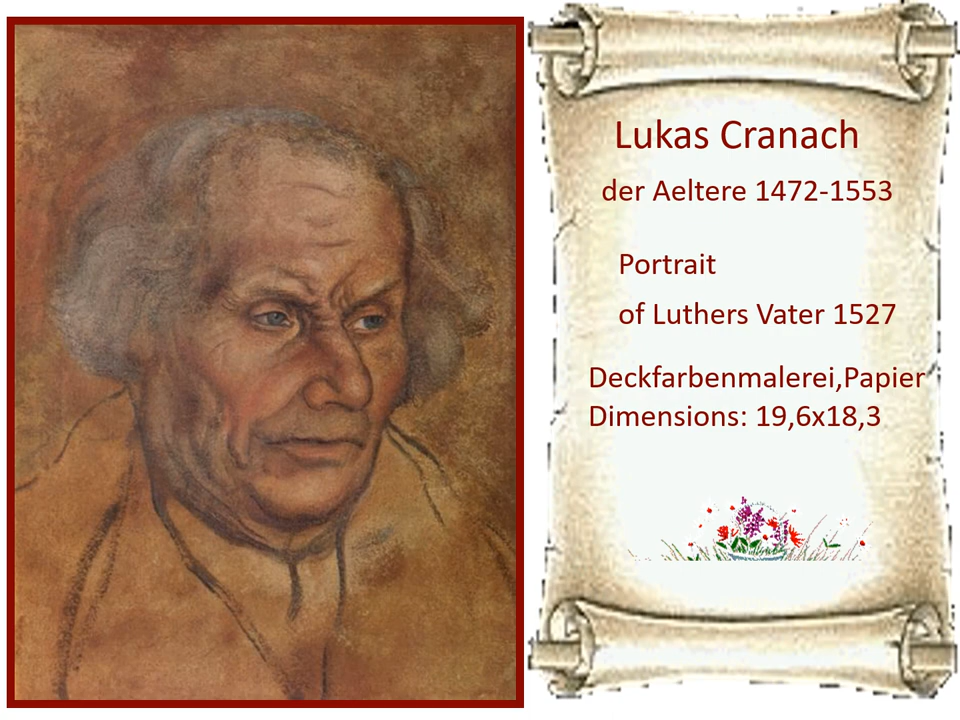 Lukas Cranach
der Aeltere 1472-1553
Portrait
of Luthers Vater 1527
Deckfarbenmalerei,Papier
Dimensions: 19,6x18,3